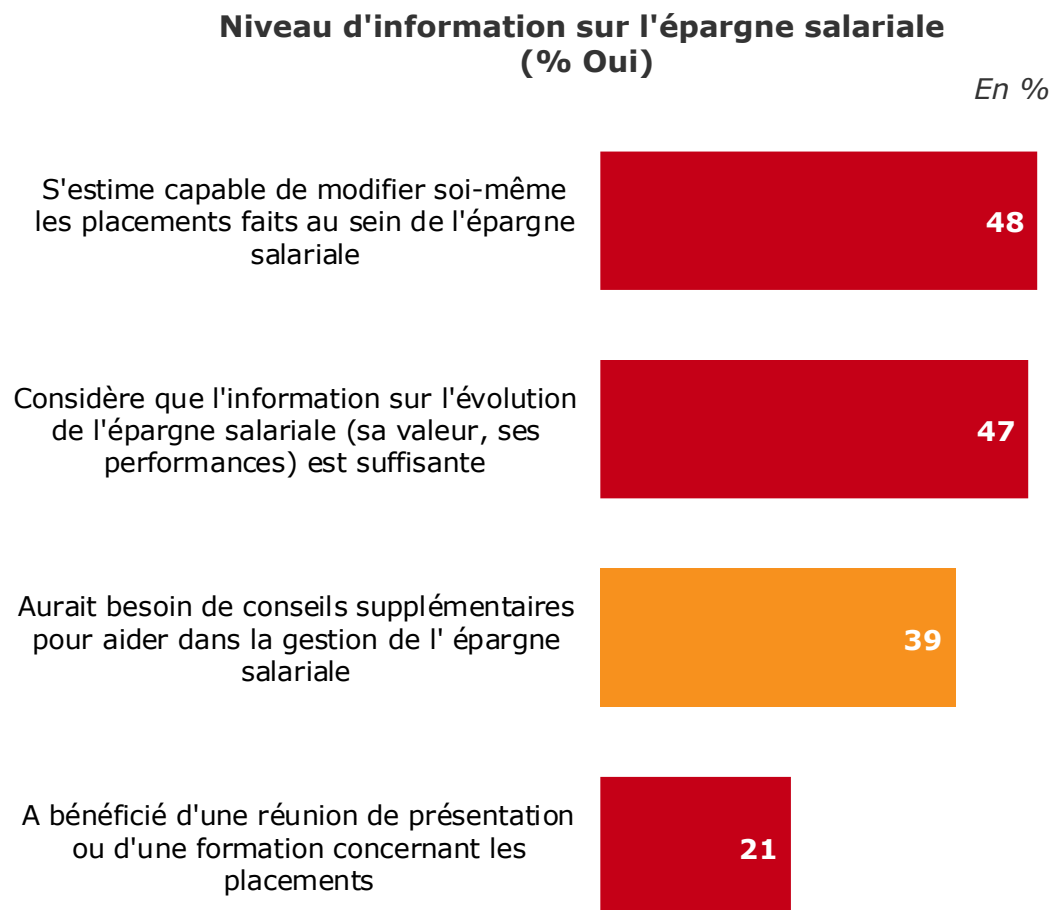 Niveau d'information sur l'épargne salariale
(% Oui)
En %
S'estime capable de modifier soi-même
les placements faits au sein de l'épargne
salariale
48
Considère que l'information sur l'évolution
de l'épargne salariale (sa valeur, ses
performances) est suffisante
47
Aurait besoin de conseils supplémentaires
pour aider dans la gestion de l' épargne
salariale
39
A bénéficié d'une réunion de présentation
ou d'une formation concernant les
placements
21